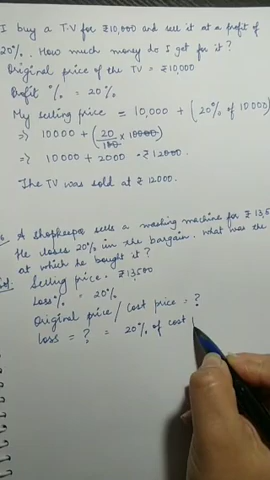 I buy a T.V for ₹10,000 and sell it at a profit of
20%. How much money do I get for it?
Original price of the TV = ₹10,000
Profit % = 20%
My selling price = 10,000 + (20% of 10000)
⇒ 10000 + (20/100 × 10000)
⇒ 10000 + 2000 = ₹12000.
The TV was sold at ₹12000.
A shopkeeper sells a washing machine for ₹13,5
He loses 20% in the bargain. What was the
at which he bought it?
Selling price = ₹13,500
Loss% = 20%
Original price / Cost price = ?
Loss = ? = 20% of cost